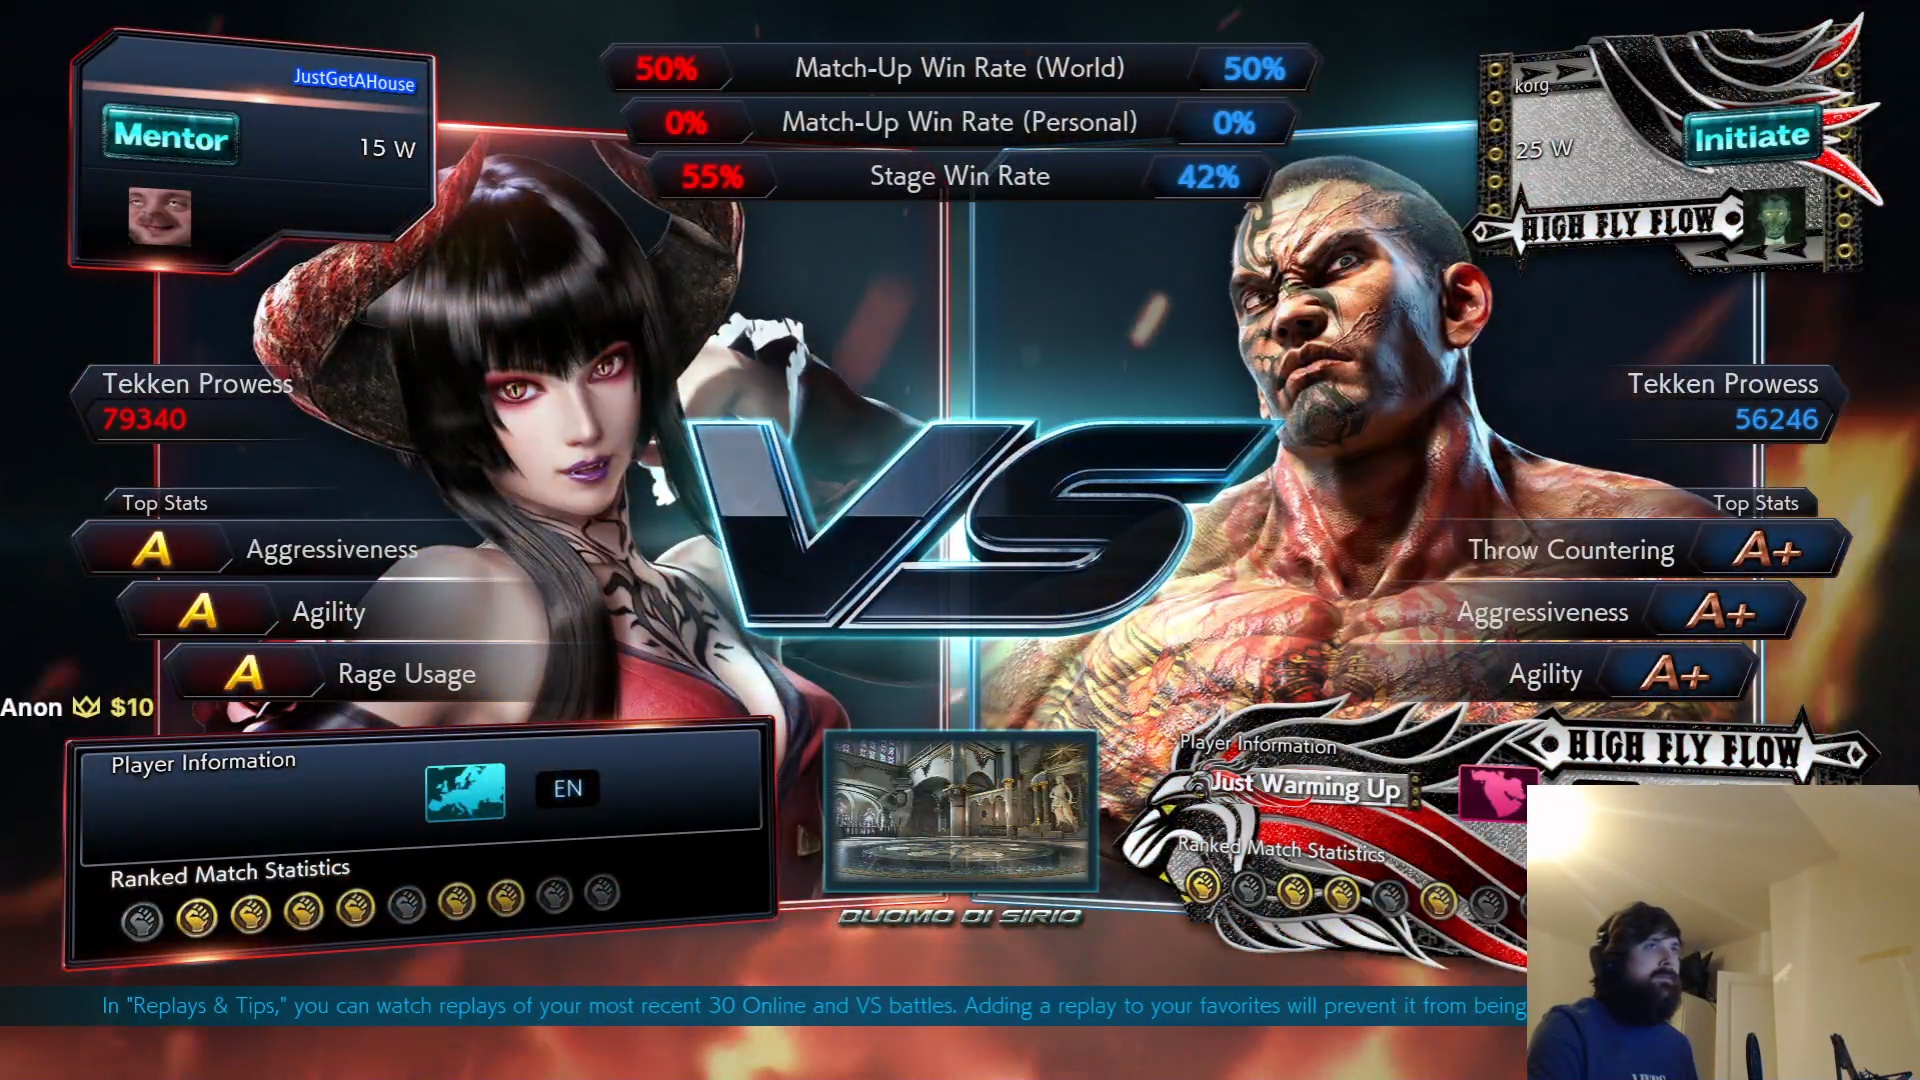 JustGetAHouse
Mentor
15 W
50% Match-Up Win Rate (World) 50%
0% Match-Up Win Rate (Personal) 0%
55% Stage Win Rate 42%
korg
Initiate
25 W
HIGH FLY FLOW
Tekken Prowess
79340
VS
Tekken Prowess
56246
Top Stats
A Aggressiveness
A Agility
A Rage Usage
Top Stats
Throw Countering A+
Aggressiveness A+
Agility A+
Anon $10
Player Information
EN
Ranked Match Statistics
DUOMO DI SIRIO
Player Information
HIGH FLY FLOW
Just Warming Up
Ranked Match Statistics
In "Replays & Tips," you can watch replays of your most recent 30 Online and VS battles. Adding a replay to your favorites will prevent it from being